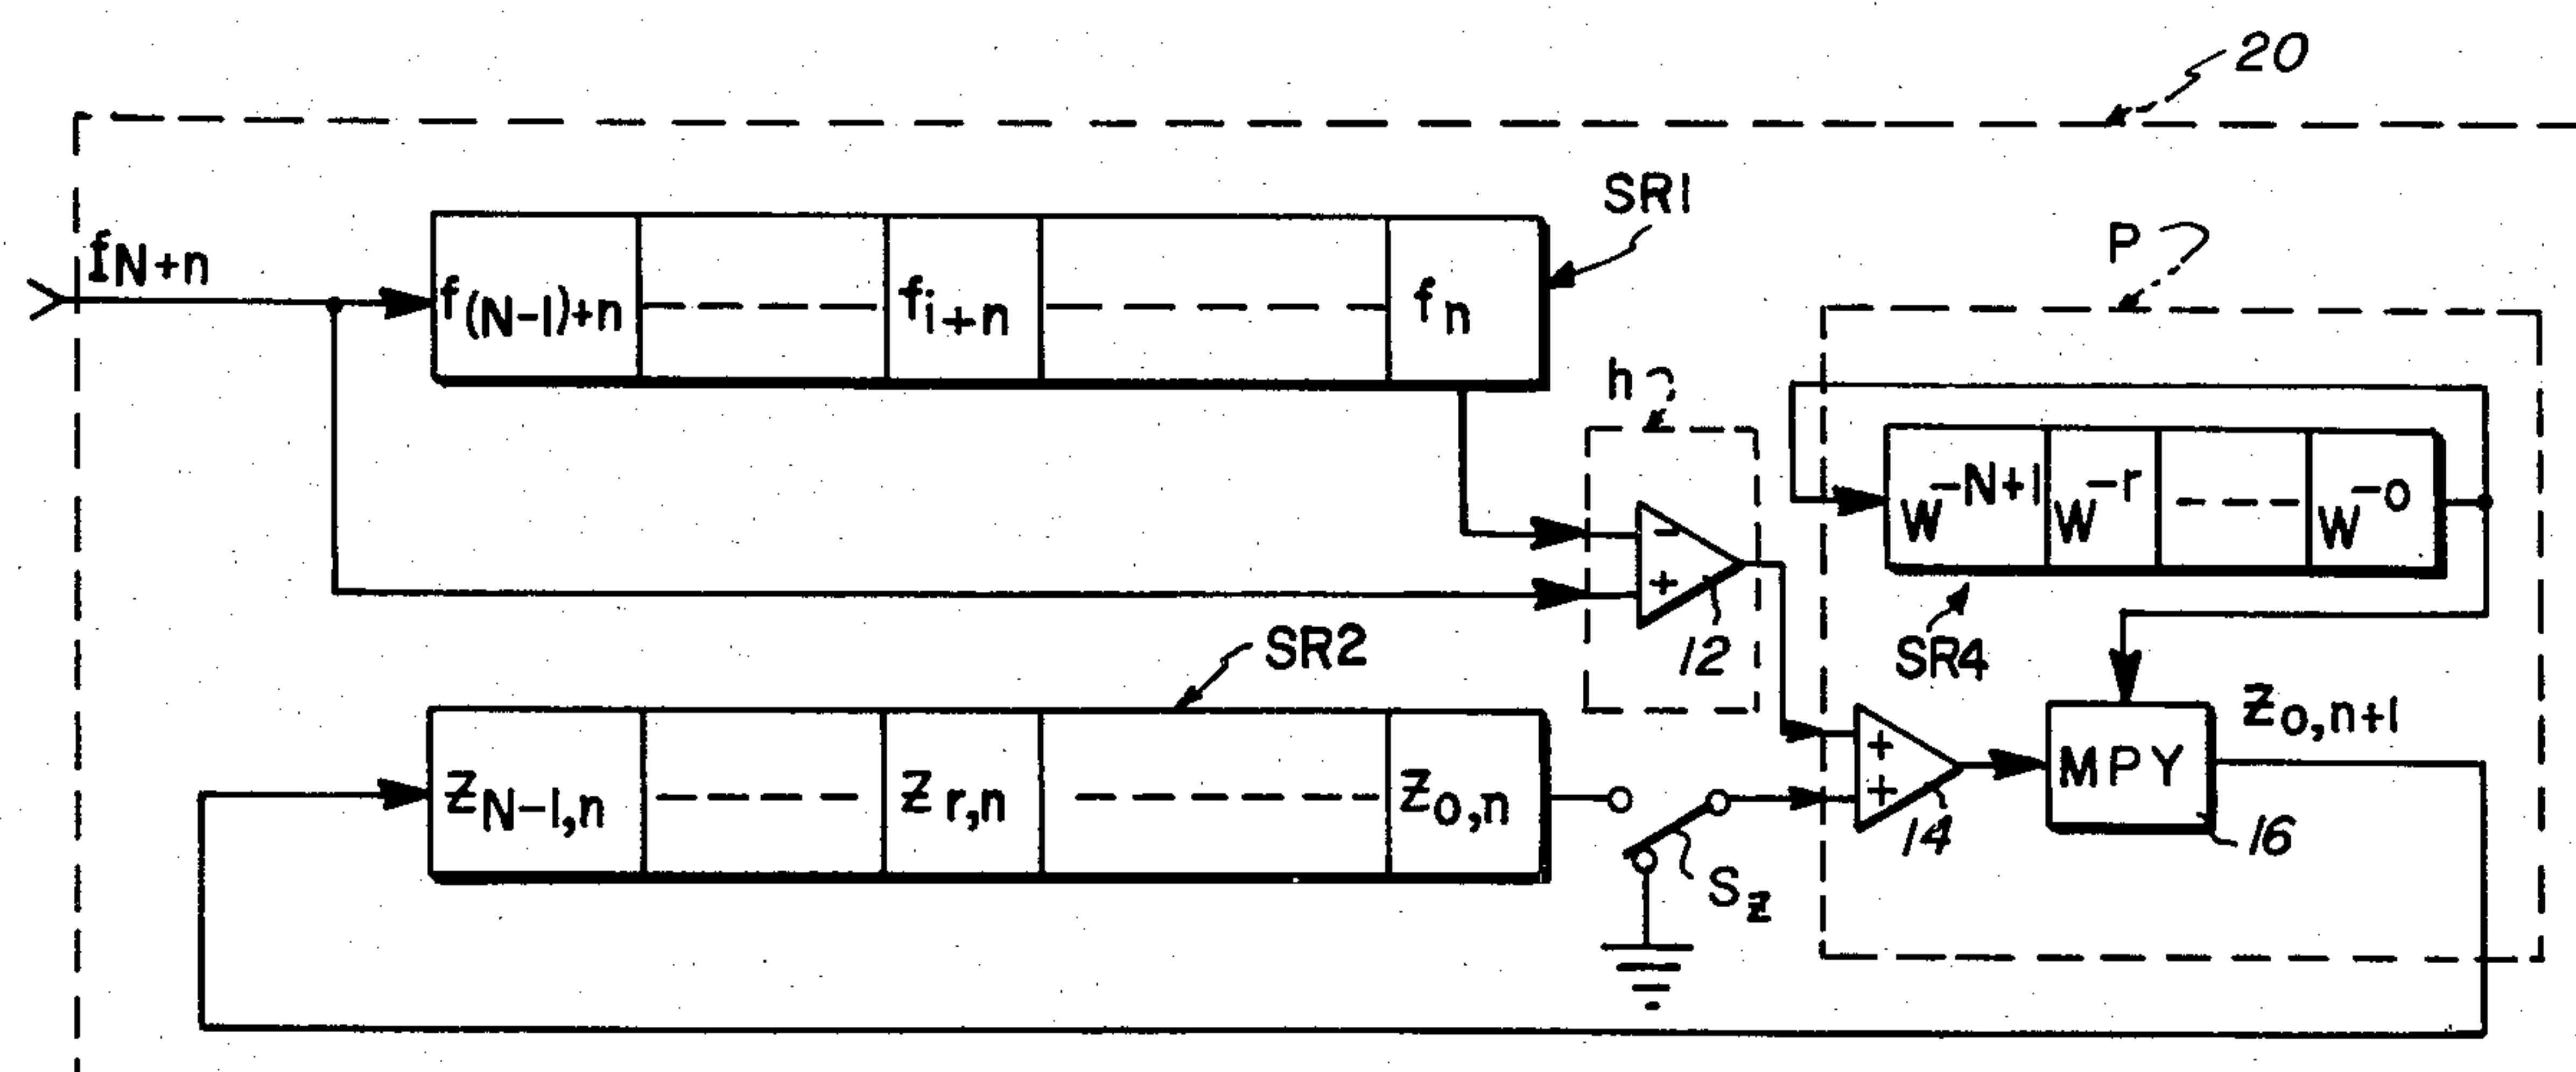 20
SR1
fN+n
f(N-1)+n
fi+n
fn
P
h
W-N+1
W-r
W-0
-
+
12
SR4
SR2
zo,n+1
+
+
MPY
14
16
zN-1,n
zr,n
zo,n
Sz